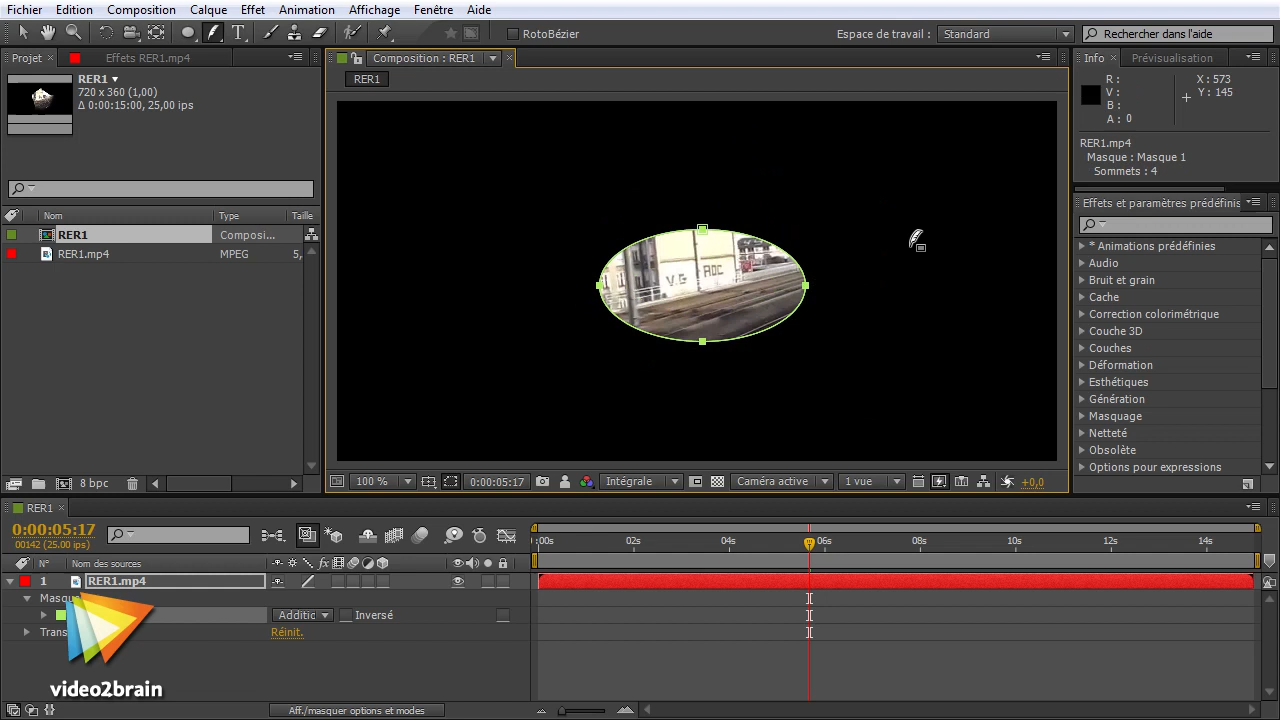 Fichier Edition Composition Calque Effet Animation Affichage Fenêtre Aide
RotoBézier
Espace de travail : Standard
Rechercher dans l'aide
Projet Effets RER1.mp4
RER1
720 x 360 (1,00)
Δ 0:00:15:00, 25,00 ips
Nom Type Taille
RER1 Composi...
RER1.mp4 MPEG 5,
8 bpc
Composition : RER1
RER1
V.G ADC
100 % 0:00:05:17 Intégrale Caméra active 1 vue +0,0
Info Prévisualisation
R : X : 573
V : Y : 145
B :
A : 0
RER1.mp4
Masque : Masque 1
Sommets : 4
Effets et paramètres prédéfinis
* Animations prédéfinies
Audio
Bruit et grain
Cache
Correction colorimétrique
Couche 3D
Couches
Déformation
Esthétiques
Génération
Masquage
Netteté
Obsolète
Options pour expressions
RER1
0:00:05:17
00142 (25.00 ips)
:00s 02s 04s 06s 08s 10s 12s 14s
N° Nom des sources
1 RER1.mp4
Masqu
Additic Inversé
Trans Réinit.
video2brain
Aff./masquer options et modes